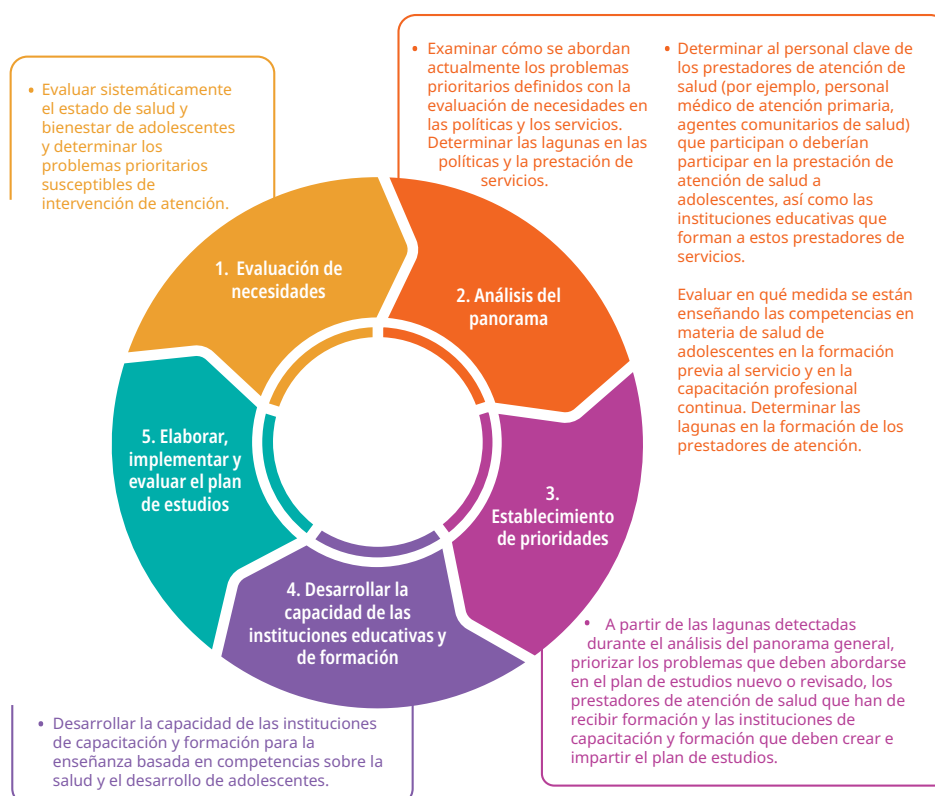 • Evaluar sistemáticamente
el estado de salud y
bienestar de adolescentes
y determinar los
problemas prioritarios
susceptibles de
intervención de atención.
• Examinar cómo se abordan
actualmente los problemas
prioritarios definidos con la
evaluación de necesidades en
las políticas y los servicios.
Determinar las lagunas en las
políticas y la prestación de
servicios.
• Determinar al personal clave de
los prestadores de atención de
salud (por ejemplo, personal
médico de atención primaria,
agentes comunitarios de salud)
que participan o deberían
participar en la prestación de
atención de salud a
adolescentes, así como las
instituciones educativas que
forman a estos prestadores de
servicios.
Evaluar en qué medida se están
enseñando las competencias en
materia de salud de
adolescentes en la formación
previa al servicio y en la
capacitación profesional
continua. Determinar las
lagunas en la formación de los
prestadores de atención.
1. Evaluación de
necesidades
2. Análisis del
panorama
3.
Establecimiento
de prioridades
4. Desarrollar la
capacidad de las
instituciones educativas y
de formación
5. Elaborar,
implementar y
evaluar el plan
de estudios
• A partir de las lagunas detectadas
durante el análisis del panorama general,
priorizar los problemas que deben abordarse
en el plan de estudios nuevo o revisado, los
prestadores de atención de salud que han de
recibir formación y las instituciones de
capacitación y formación que deben crear e
impartir el plan de estudios.
• Desarrollar la capacidad de las instituciones
de capacitación y formación para la
enseñanza basada en competencias sobre la
salud y el desarrollo de adolescentes.